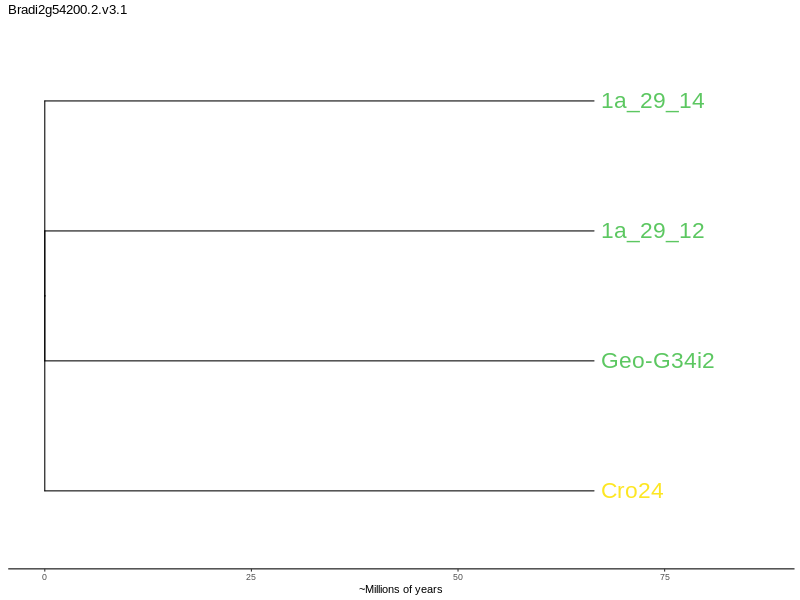 Bradi2g54200.2.v3.1
1a_29_14
1a_29_12
Geo-G34i2
Cro24
0 25 50 75
~Millions of years